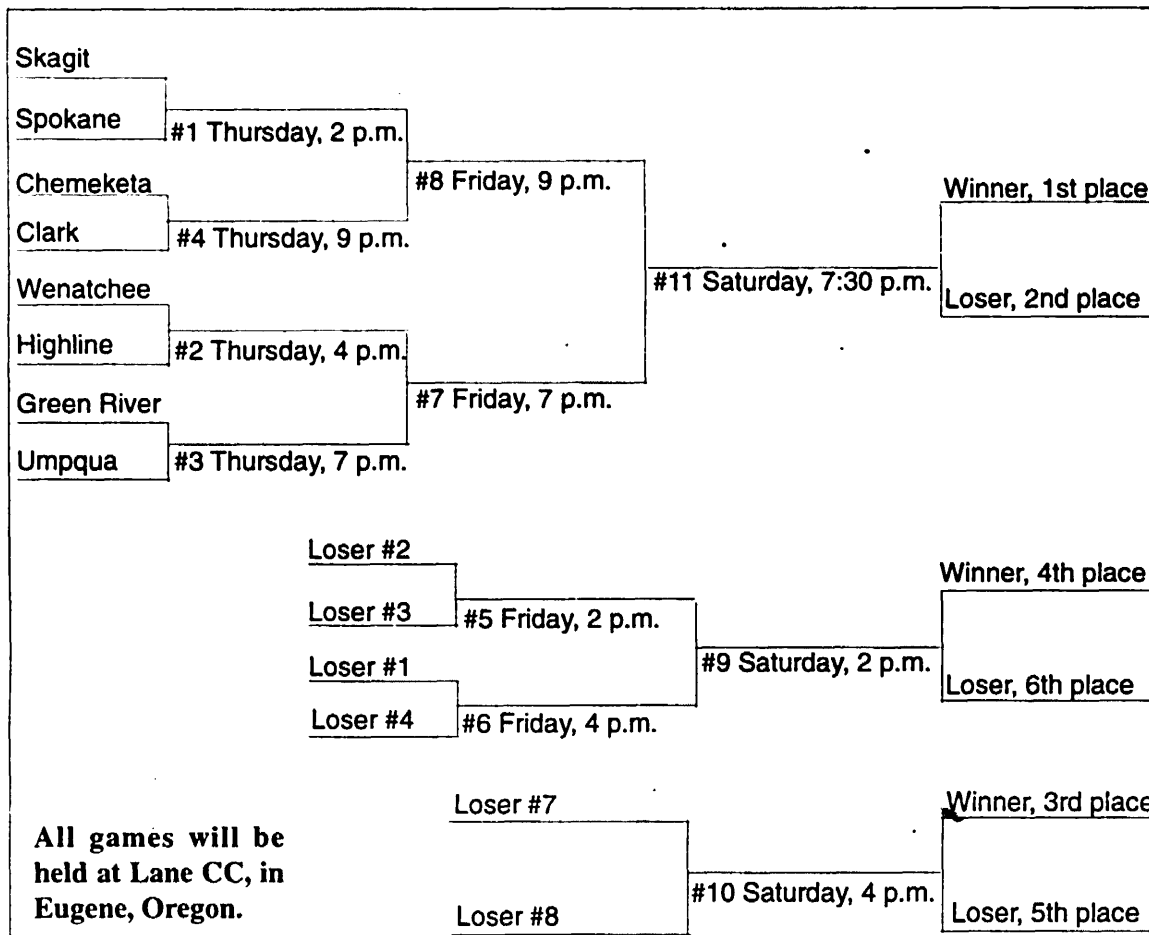 Skagit
Spokane
#1 Thursday, 2 p.m.
Chemeketa
Clark
#4 Thursday, 9 p.m.
#8 Friday, 9 p.m.
Wenatchee
Highline
#2 Thursday, 4 p.m.
Green River
Umpqua
#3 Thursday, 7 p.m.
#7 Friday, 7 p.m.
#11 Saturday, 7:30 p.m.
Winner, 1st place
Loser, 2nd place
Loser #2
Loser #3
#5 Friday, 2 p.m.
Loser #1
Loser #4
#6 Friday, 4 p.m.
#9 Saturday, 2 p.m.
Winner, 4th place
Loser, 6th place
Loser #7
Loser #8
#10 Saturday, 4 p.m.
Winner, 3rd place
Loser, 5th place
All games will be
held at Lane CC, in
Eugene, Oregon.